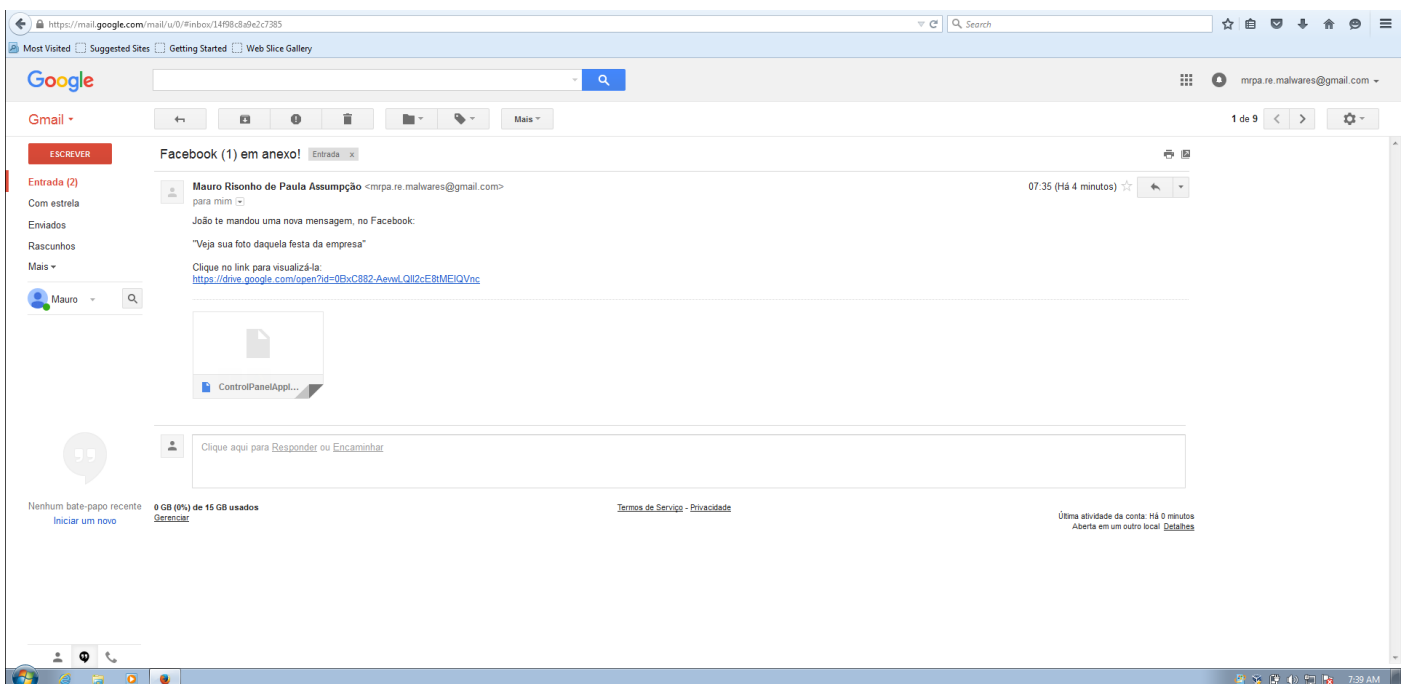 https://mail.google.com/mail/u/0/#inbox/14f98c8a9e2c7385
Search
Most Visited Suggested Sites Getting Started Web Slice Gallery
Google
mrpa.re.malwares@gmail.com
Gmail
Mais
1 de 9
ESCREVER
Facebook (1) em anexo! Entrada x
Entrada (2)
Com estrela
Enviados
Rascunhos
Mais
Mauro
Mauro Risonho de Paula Assumpção <mrpa.re.malwares@gmail.com>
07:35 (Há 4 minutos)
para mim
João te mandou uma nova mensagem, no Facebook:
"Veja sua foto daquela festa da empresa"
Clique no link para visualizá-la:
https://drive.google.com/open?id=0BxC882-AevwLQll2cE8tMElQVnc
ControlPanelAppl...
Clique aqui para Responder ou Encaminhar
Nenhum bate-papo recente
Iniciar um novo
0 GB (0%) de 15 GB usados
Gerenciar
Termos de Serviço - Privacidade
Última atividade da conta: Há 0 minutos
Aberta em um outro local Detalhes
7:39 AM